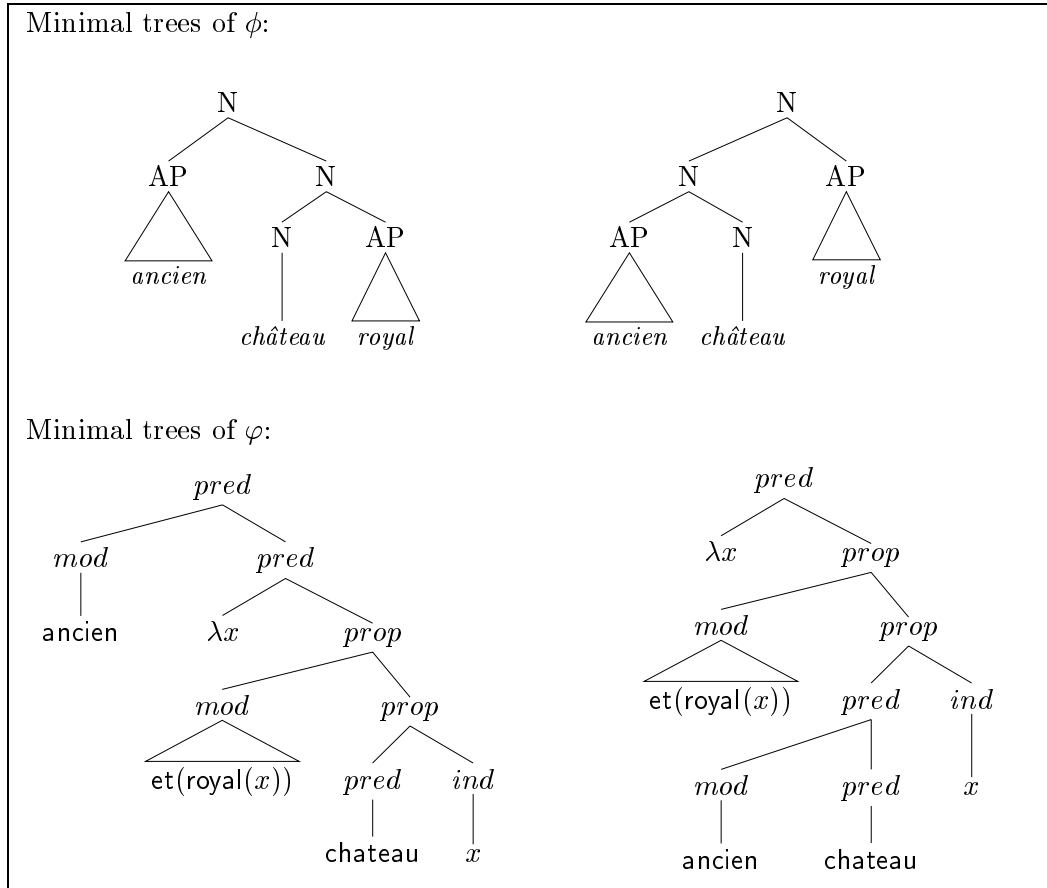 Minimal trees of ϕ:
N N
AP N N AP
N AP AP N royal
ancien
château royal ancien château
Minimal trees of φ:
pred pred
mod pred λx prop
ancien λx prop mod prop
mod prop et(royal(x)) pred ind
et(royal(x)) pred ind mod pred x
chateau x ancien chateau